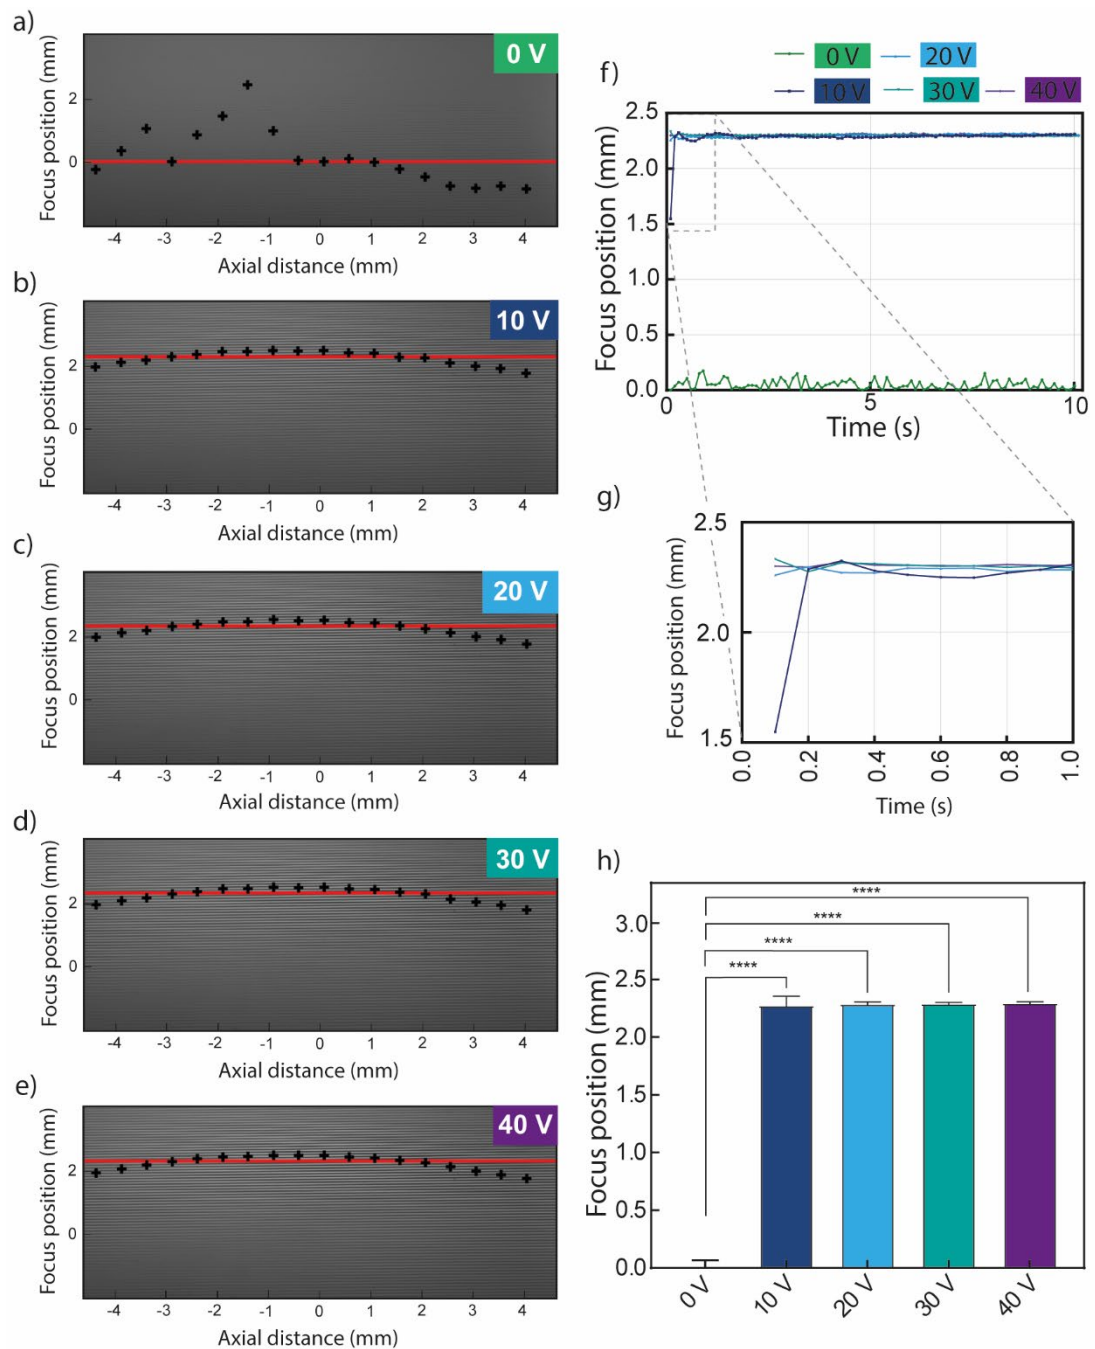 a)
0 V
Focus position (mm)
2
0
-4 -3 -2 -1 0 1 2 3 4
Axial distance (mm)
b)
10 V
Focus position (mm)
2
0
-4 -3 -2 -1 0 1 2 3 4
Axial distance (mm)
c)
20 V
Focus position (mm)
2
0
-4 -3 -2 -1 0 1 2 3 4
Axial distance (mm)
d)
30 V
Focus position (mm)
2
0
-4 -3 -2 -1 0 1 2 3 4
Axial distance (mm)
e)
40 V
Focus position (mm)
2
0
-4 -3 -2 -1 0 1 2 3 4
Axial distance (mm)
f)
0 V 20 V
10 V 30 V 40 V
Focus position (mm)
2.5
2.0
1.5
1.0
0.5
0.0
0 5 10
Time (s)
g)
Focus position (mm)
2.5
2.0
1.5
0.0 0.2 0.4 0.6 0.8 1.0
Time (s)
h)
Focus position (mm)
3.0
2.5
2.0
1.5
1.0
0.5
0.0
****
****
****
****
0 V 10 V 20 V 30 V 40 V